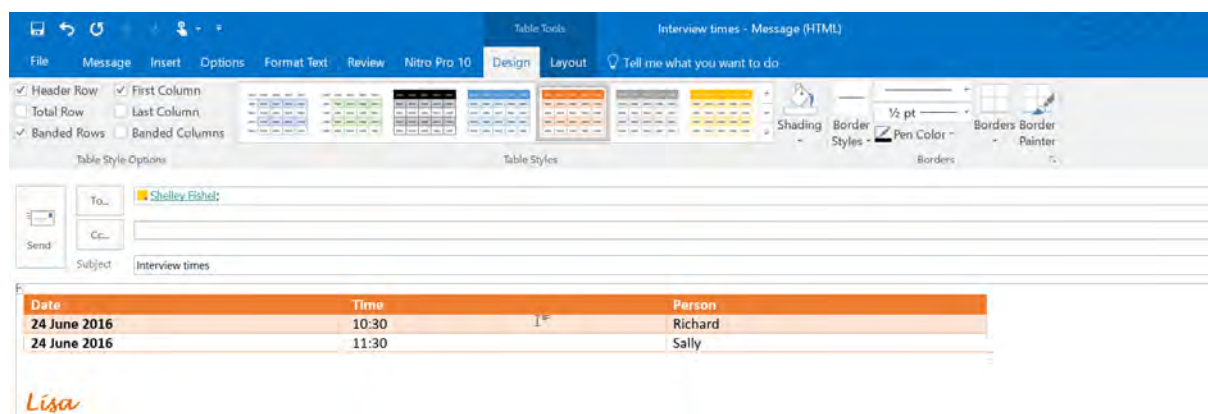 Table Tools Interview times - Message (HTML)
File Message Insert Options Format Text Review Nitro Pro 10 Design Layout Tell me what you want to do
Header Row First Column
Total Row Last Column
Banded Rows Banded Columns
Table Style Options
Table Styles
Shading
Border Styles
½ pt
Pen Color
Borders
Border Painter
Borders
Send
To...
Shelley Fishel;
Cc...
Subject Interview times
Date Time Person
24 June 2016 10:30 Richard
24 June 2016 11:30 Sally
Lisa